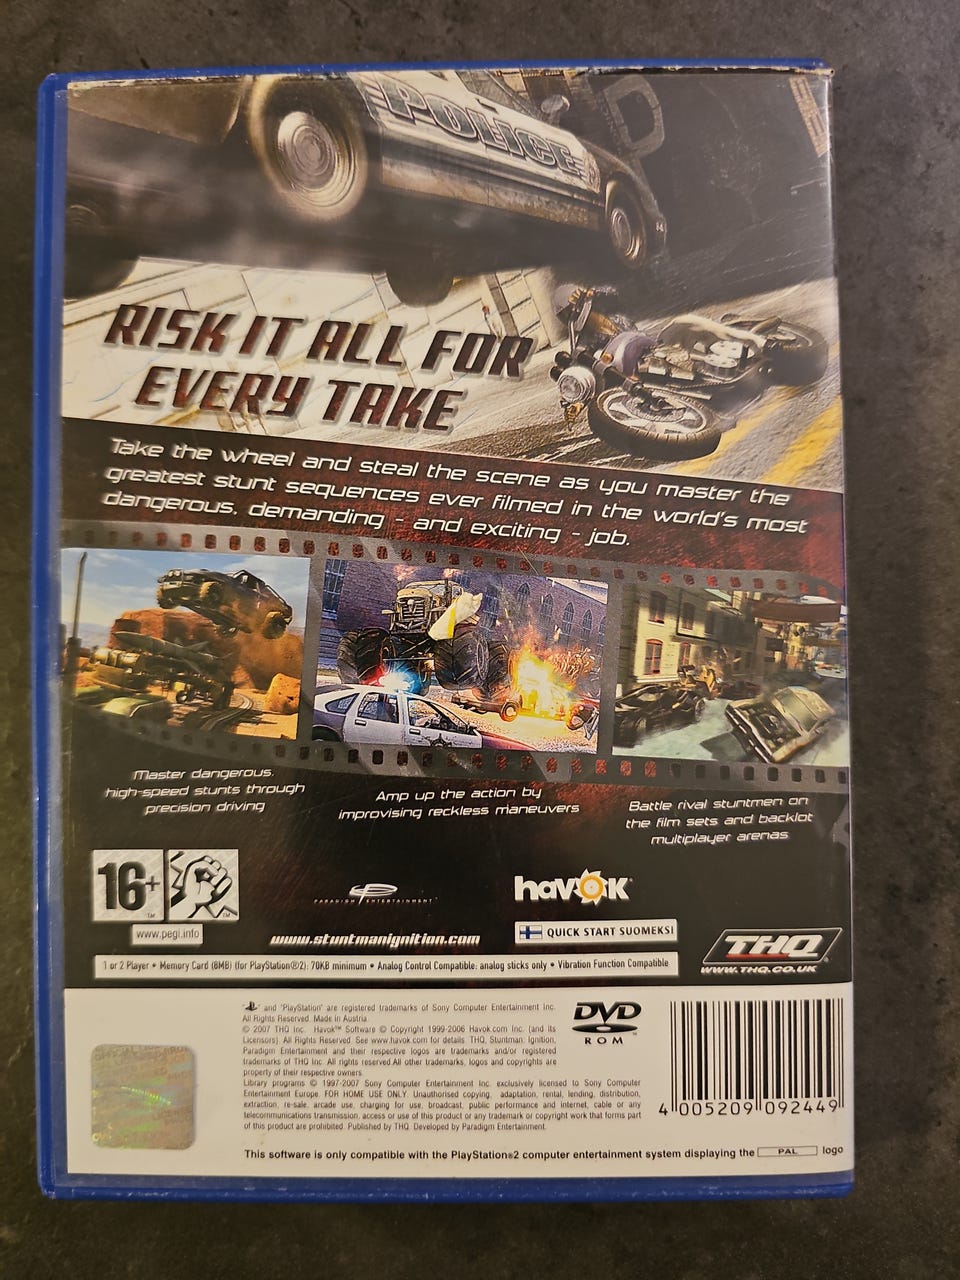 POLICE
RISK IT ALL FOR
EVERY TAKE
Take the wheel and steal the scene as you master the
greatest stunt sequences ever filmed in the world's most
dangerous, demanding - and exciting - job.
Master dangerous,
high-speed stunts through
precision driving
Amp up the action by
improvising reckless maneuvers
Battle rival stuntmen on
the film sets and backlot
multiplayer arenas
16+
™
™
www.pegi.info
PARADIGM ENTERTAINMENT
havok
www.stuntmanignition.com
QUICK START SUOMEKSI
THQ
www.THQ.CO.UK
1 or 2 Player • Memory Card (8MB) (for PlayStation®2): 70KB minimum • Analog Control Compatible: analog sticks only • Vibration Function Compatible
" " and "PlayStation" are registered trademarks of Sony Computer Entertainment Inc.
All Rights Reserved. Made in Austria.
© 2007 THQ Inc. Havok™ Software © Copyright 1999-2006 Havok.com Inc. (and its
Licensors). All Rights Reserved. See www.havok.com for details. THQ, Stuntman: Ignition,
Paradigm Entertainment and their respective logos are trademarks and/or registered
trademarks of THQ Inc. All rights reserved.All other trademarks, logos and copyrights are
property of their respective owners.
Library programs © 1997-2007 Sony Computer Entertainment Inc. exclusively licensed to Sony Computer
Entertainment Europe. FOR HOME USE ONLY. Unauthorised copying, adaptation, rental, lending, distribution,
extraction, re-sale, arcade use, charging for use, broadcast, public performance and internet, cable or any
telecommunications transmission, access or use of this product or any trademark or copyright work that forms part
of this product are prohibited. Published by THQ. Developed by Paradigm Entertainment.
DVD
ROM
4 005209 092449
This software is only compatible with the PlayStation®2 computer entertainment system displaying the PAL logo